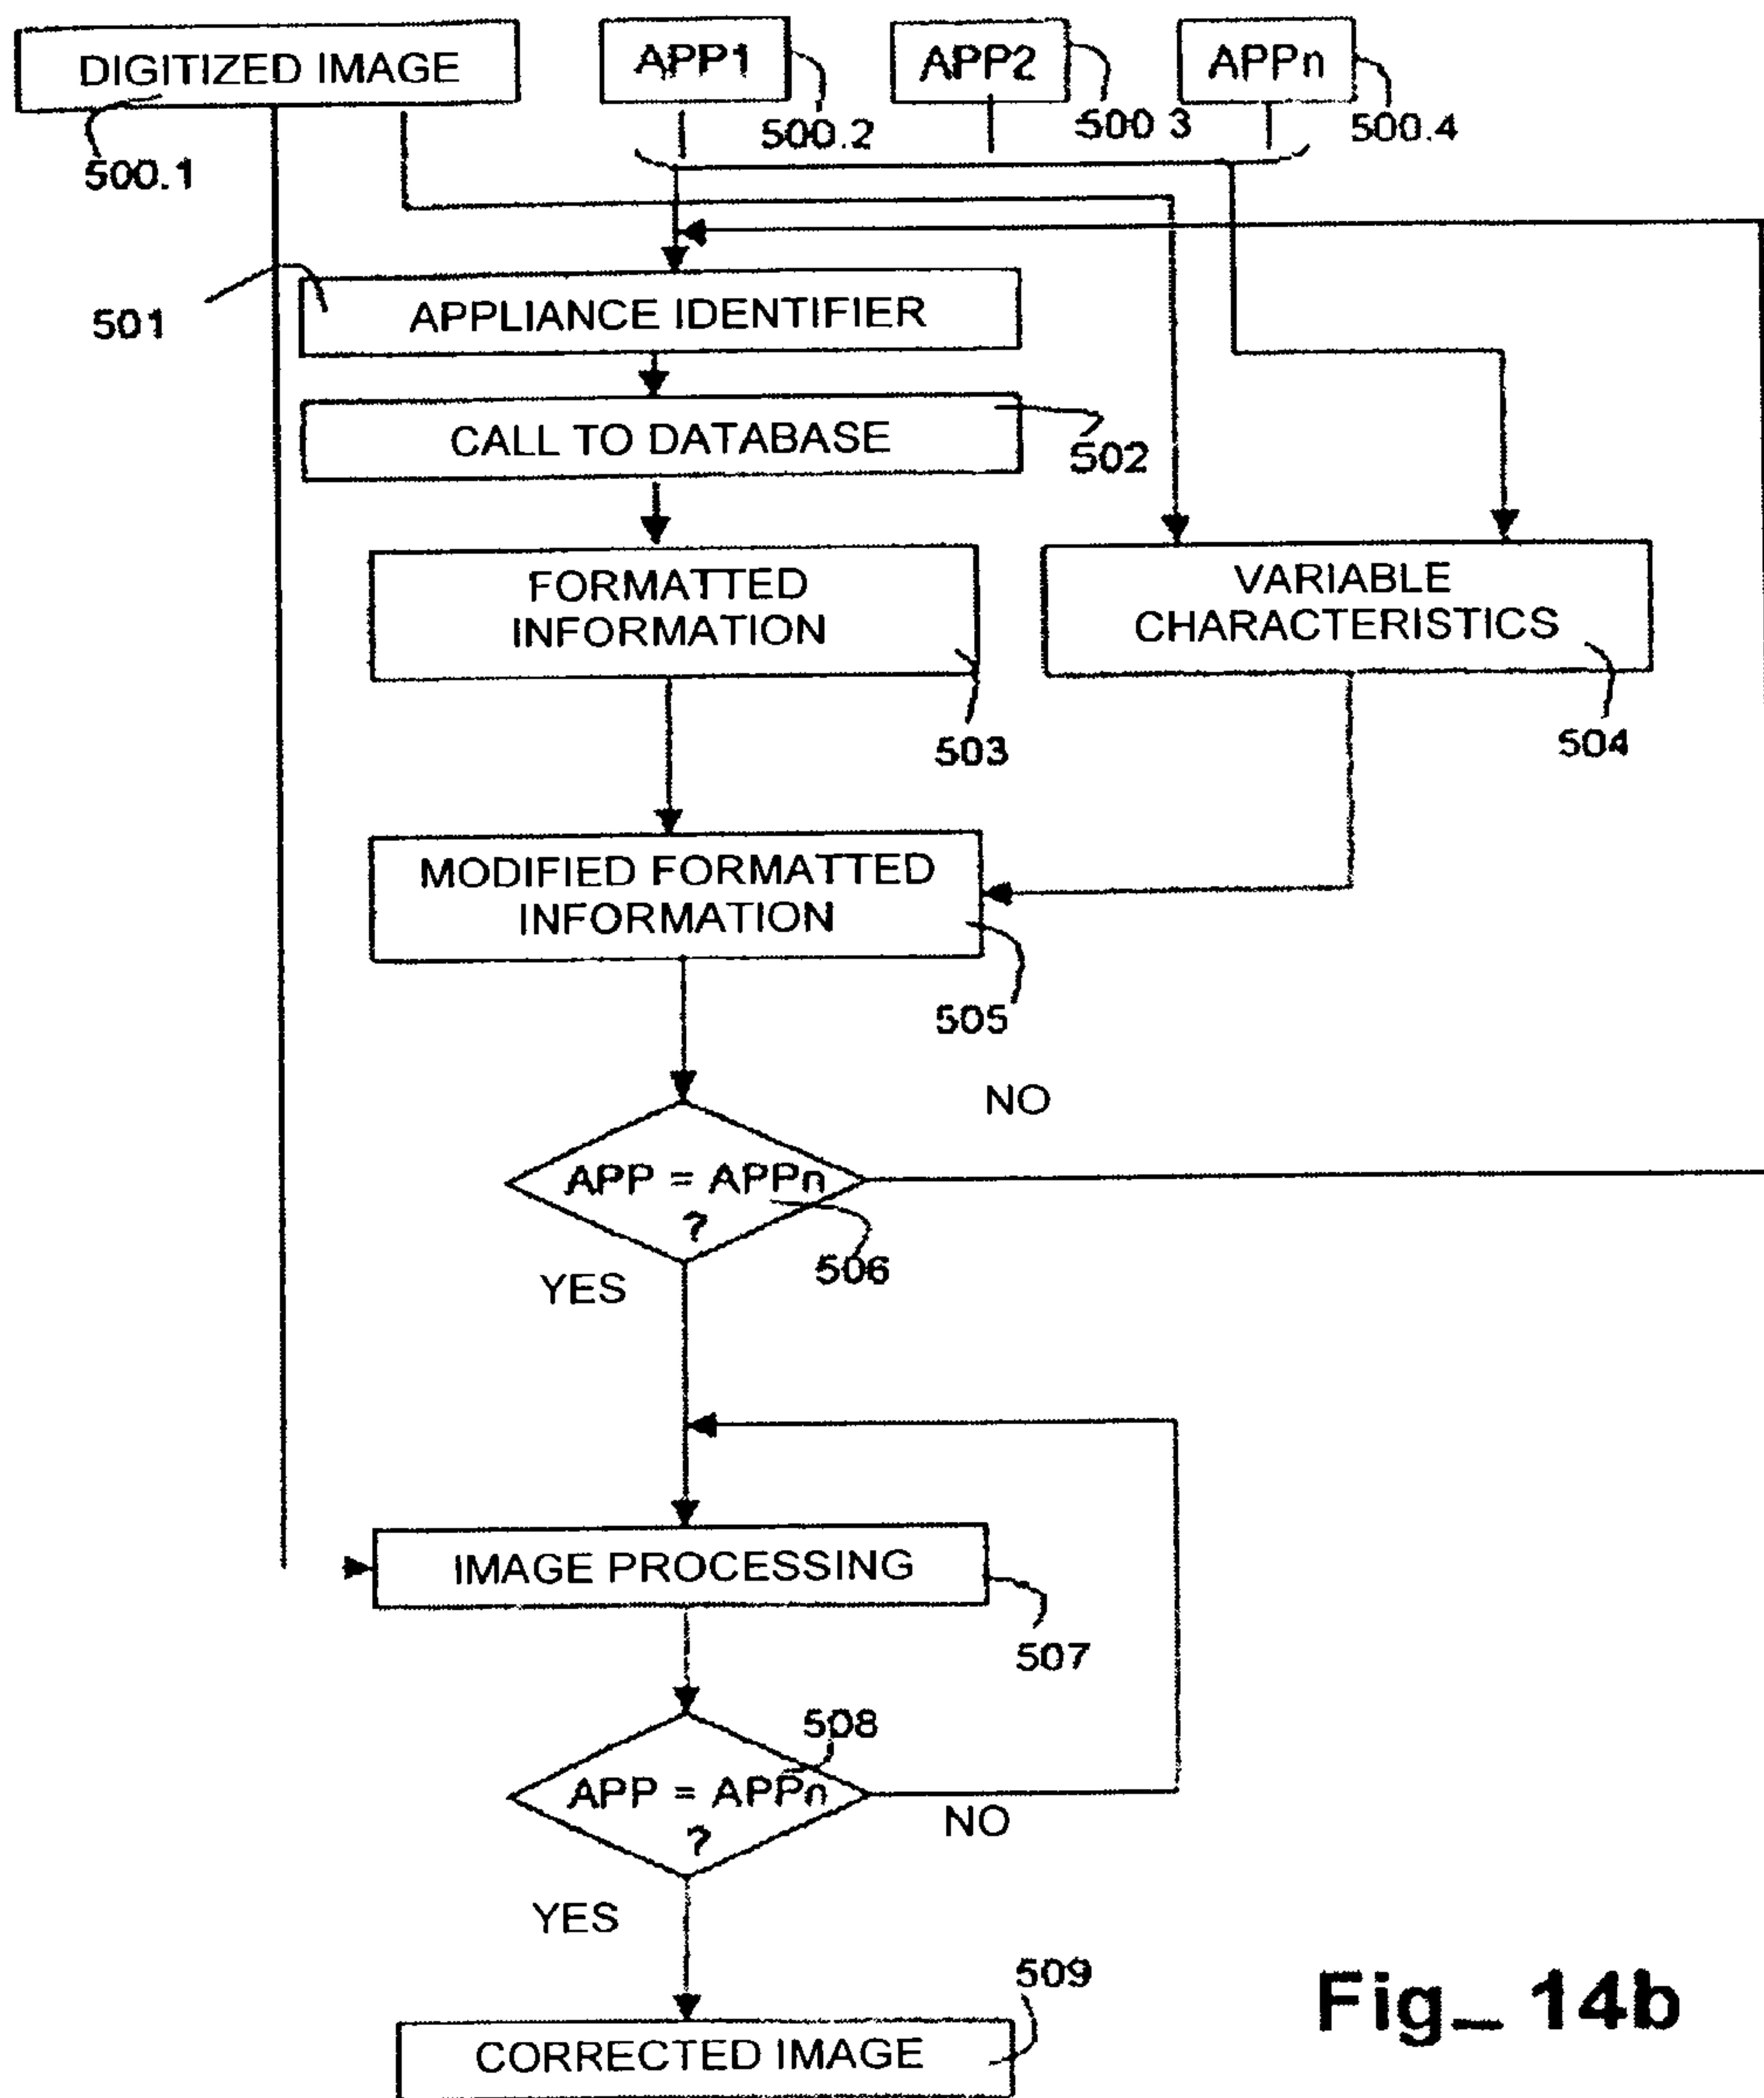 DIGITIZED IMAGE
APP1
APP2
APPn
500.1
500.2
500 3
500.4
501
APPLIANCE IDENTIFIER
CALL TO DATABASE
502
FORMATTED
INFORMATION
503
VARIABLE
CHARACTERISTICS
504
MODIFIED FORMATTED
INFORMATION
505
NO
APP = APPn
?
506
YES
IMAGE PROCESSING
507
508
APP = APPn
?
NO
YES
509
CORRECTED IMAGE
Fig_ 14b